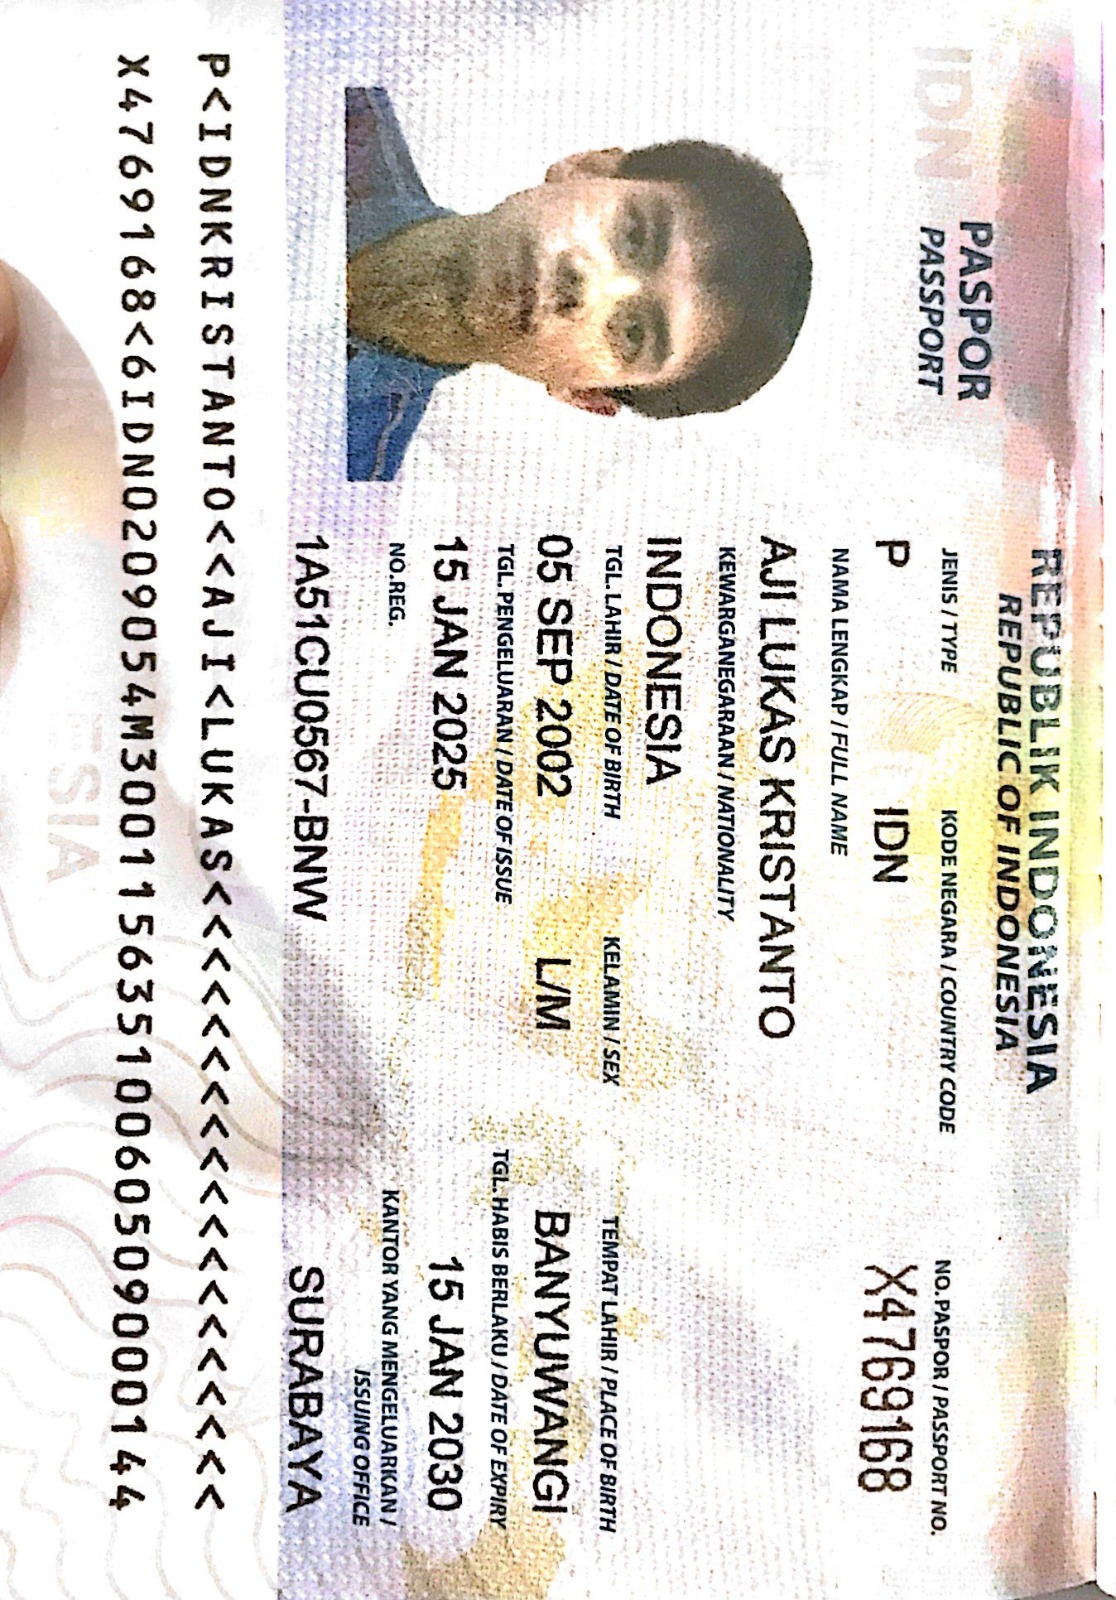 REPUBLIK INDONESIA
REPUBLIC OF INDONESIA
IDN
PASPOR
PASSPORT
JENIS / TYPE KODE NEGARA / COUNTRY CODE NO. PASPOR / PASSPORT NO.
P IDN X4769168
NAMA LENGKAP / FULL NAME
AJI LUKAS KRISTANTO
KEWARGANEGARAAN / NATIONALITY
INDONESIA
TGL. LAHIR / DATE OF BIRTH KELAMIN / SEX TEMPAT LAHIR / PLACE OF BIRTH
05 SEP 2002 L/M BANYUWANGI
TGL. PENGELUARAN / DATE OF ISSUE TGL. HABIS BERLAKU / DATE OF EXPIRY
15 JAN 2025 15 JAN 2030
NO.REG. KANTOR YANG MENGELUARKAN /
ISSUING OFFICE
1A51CU0567-BNW SURABAYA
P<IDNKRISTANTO<<AJI<LUKAS<<<<<<<<<<<<<<<<<<<
X4769168<6IDN0209054M30011563510060509000144